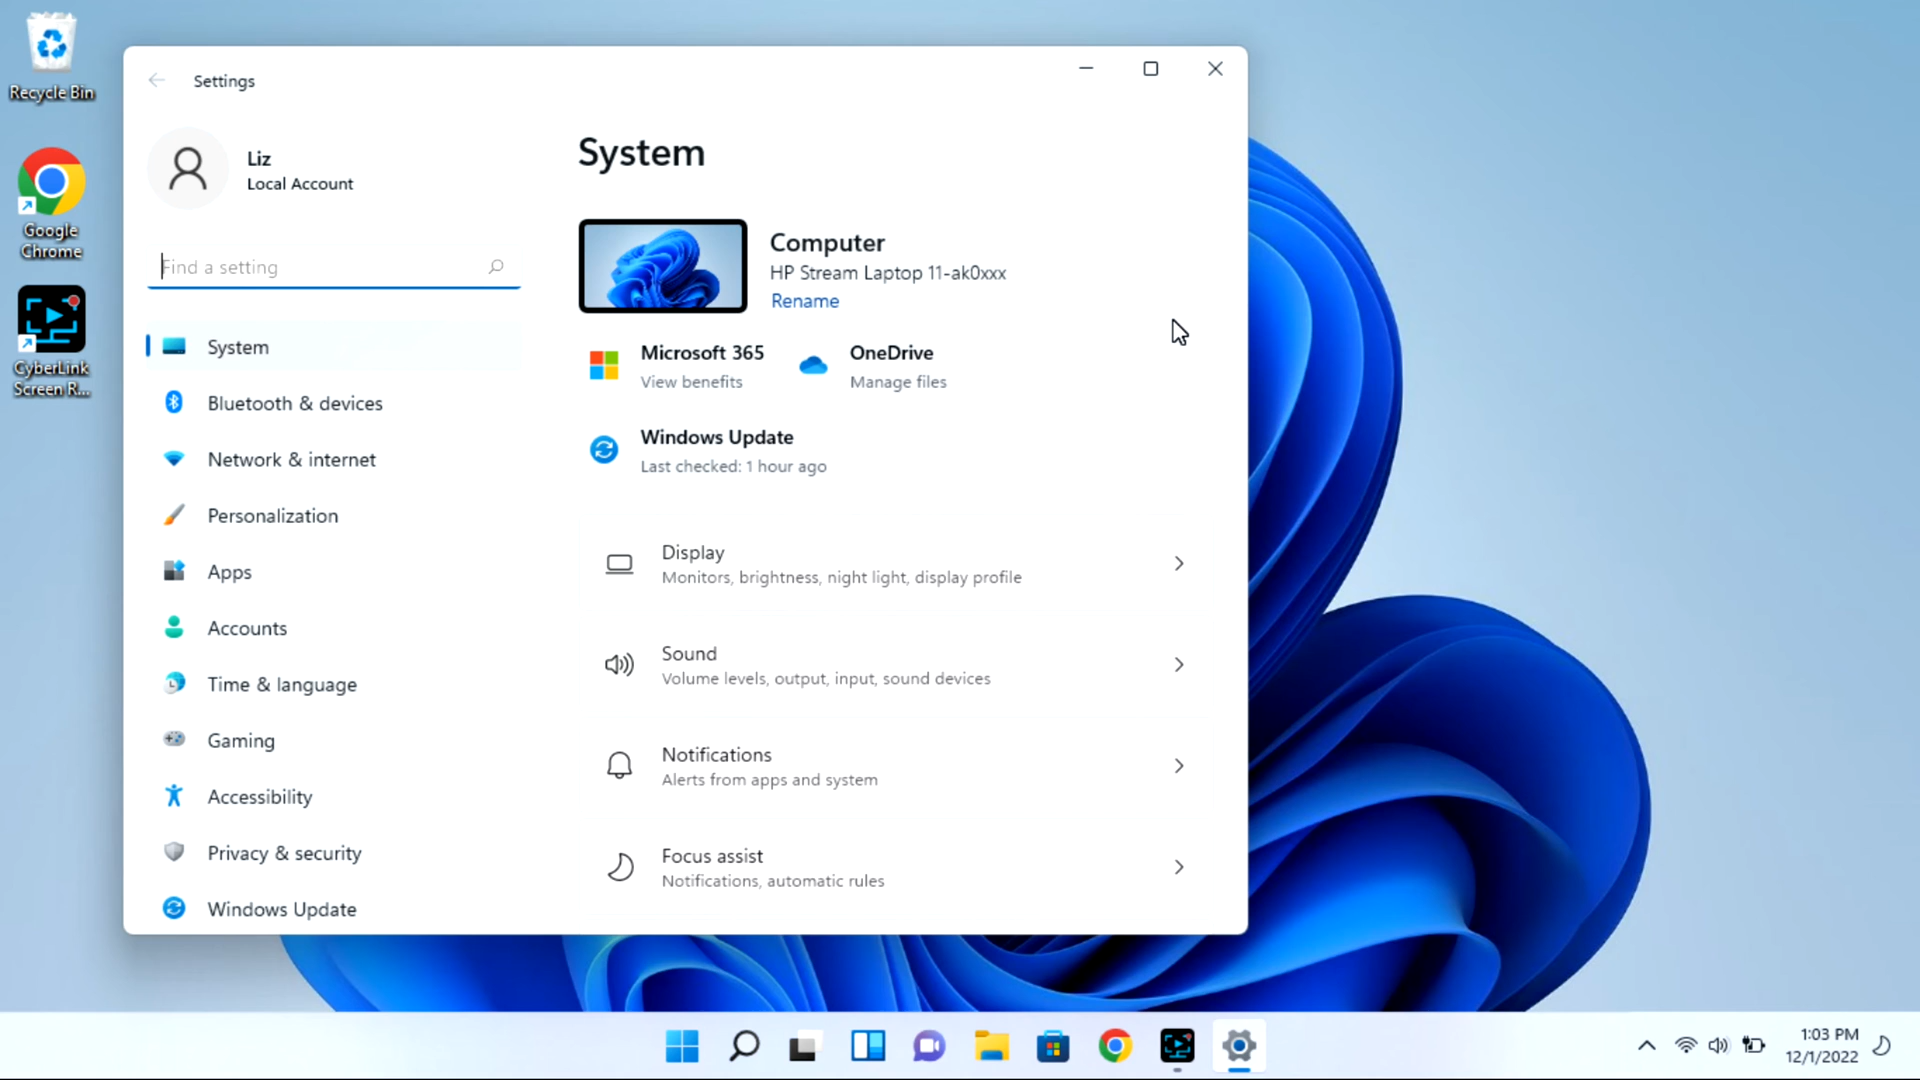 Recycle Bin
Google
Chrome
CyberLink
Screen R...
Settings
Liz
Local Account
Find a setting
System
Bluetooth & devices
Network & internet
Personalization
Apps
Accounts
Time & language
Gaming
Accessibility
Privacy & security
Windows Update
System
Computer
HP Stream Laptop 11-ak0xxx
Rename
Microsoft 365
View benefits
OneDrive
Manage files
Windows Update
Last checked: 1 hour ago
Display
Monitors, brightness, night light, display profile
Sound
Volume levels, output, input, sound devices
Notifications
Alerts from apps and system
Focus assist
Notifications, automatic rules
1:03 PM
12/1/2022